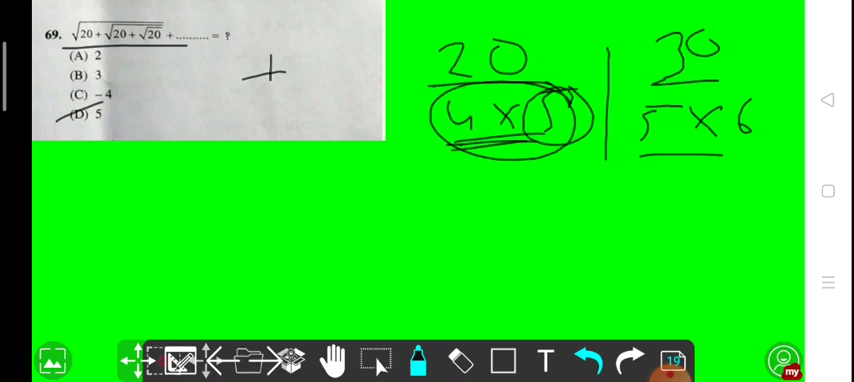 69. √20 + √20 + √20 + .......... = ?
(A) 2
(B) 3
(C) – 4
(D) 5
+
20
4 × 5
30
5 × 6
T
19
my